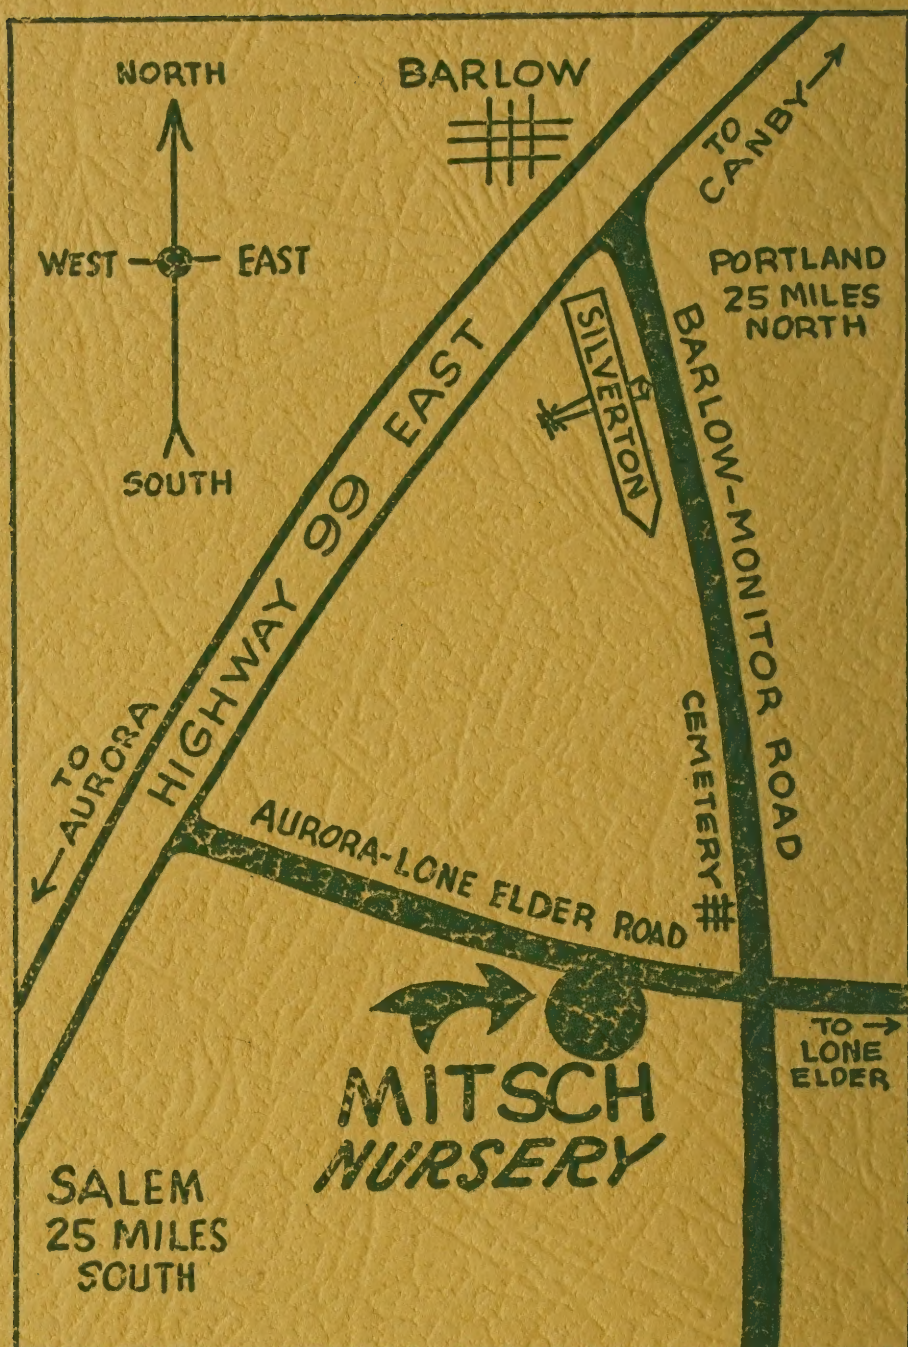 NORTH
WEST
EAST
SOUTH
BARLOW
TO
CANBY
PORTLAND
25 MILES
NORTH
SILVERTON
BARLOW-MONITOR ROAD
HIGHWAY 99 EAST
TO
AURORA
CEMETERY
AURORA-LONE ELDER ROAD
TO
LONE
ELDER
MITSCH
NURSERY
SALEM
25 MILES
SOUTH